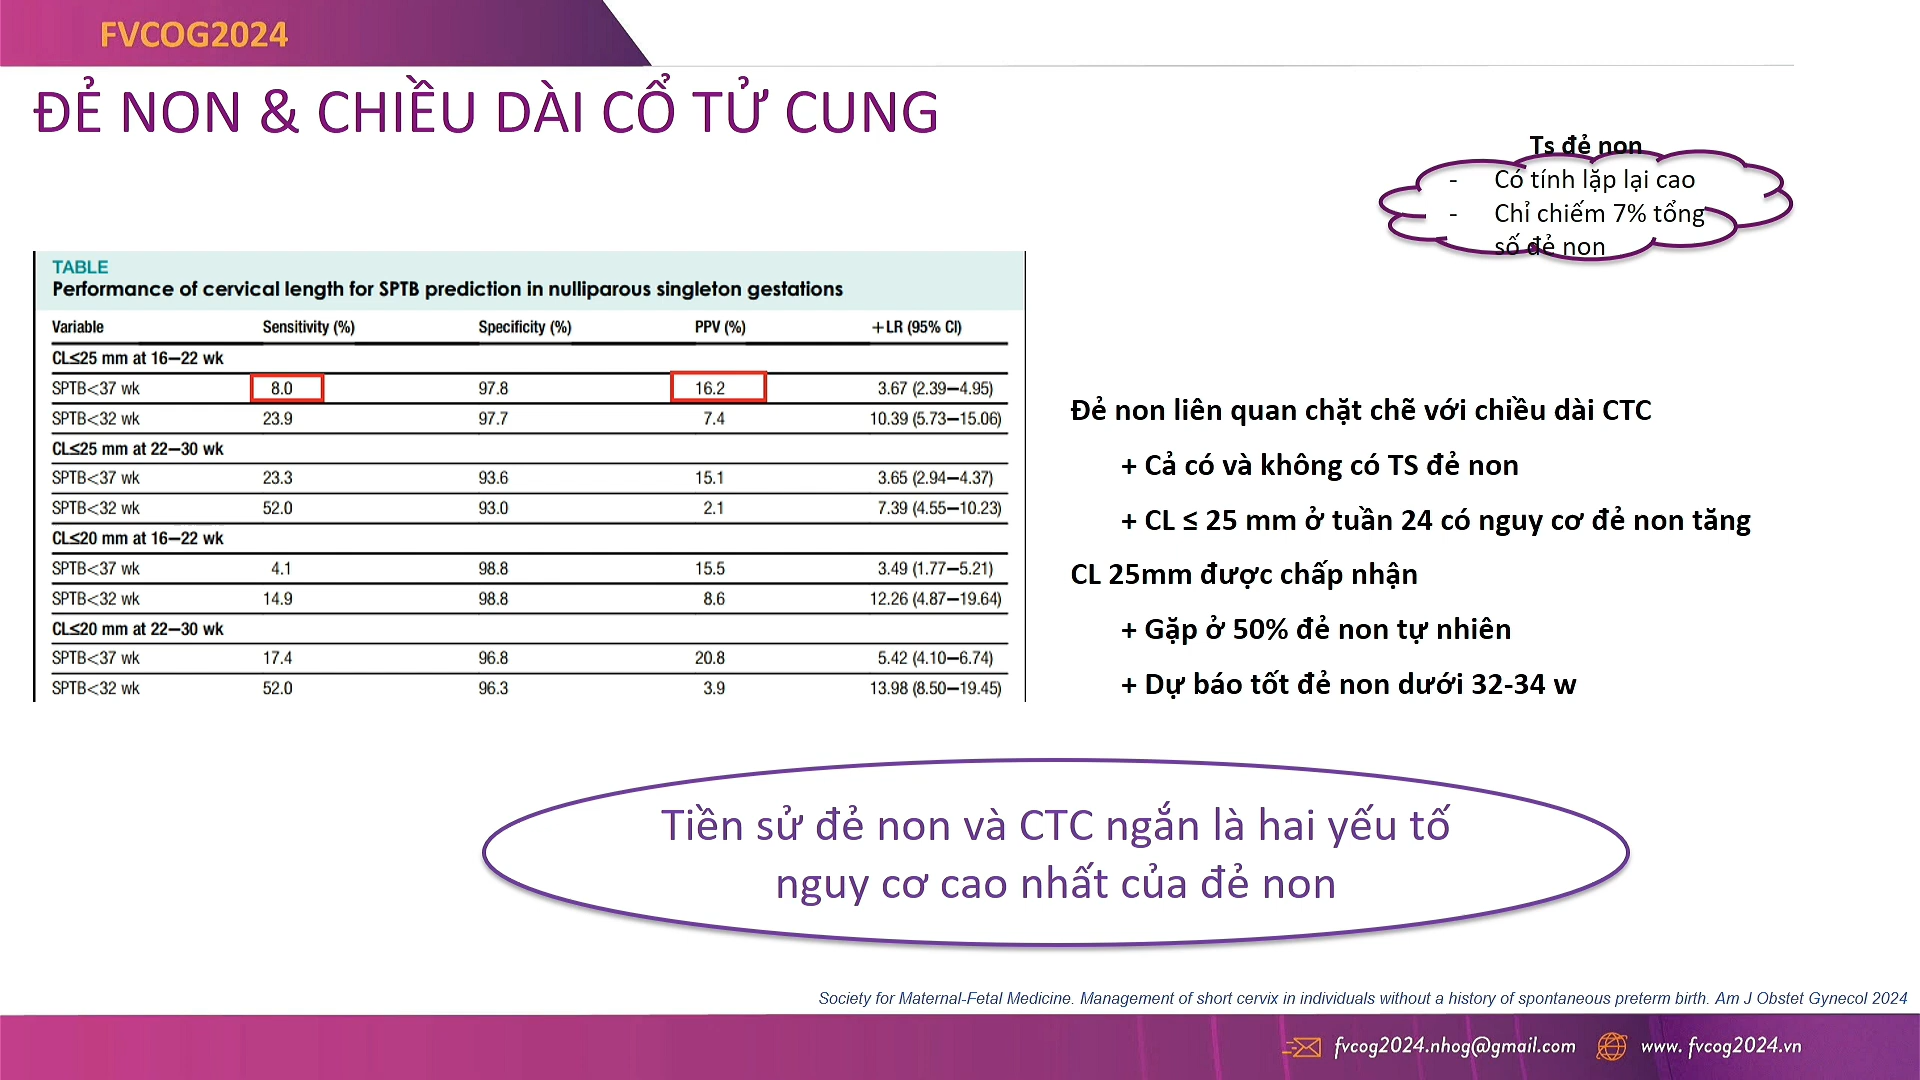 FVCOG2024
ĐẺ NON & CHIỀU DÀI CỔ TỬ CUNG
Ts đẻ non
- Có tính lặp lại cao
- Chỉ chiếm 7% tổng
số đẻ non
TABLE
Performance of cervical length for SPTB prediction in nulliparous singleton gestations
Variable Sensitivity (%) Specificity (%) PPV (%) +LR (95% CI)
CL≤25 mm at 16–22 wk
SPTB<37 wk 8.0 97.8 16.2 3.67 (2.39–4.95)
SPTB<32 wk 23.9 97.7 7.4 10.39 (5.73–15.06)
CL≤25 mm at 22–30 wk
SPTB<37 wk 23.3 93.6 15.1 3.65 (2.94–4.37)
SPTB<32 wk 52.0 93.0 2.1 7.39 (4.55–10.23)
CL≤20 mm at 16–22 wk
SPTB<37 wk 4.1 98.8 15.5 3.49 (1.77–5.21)
SPTB<32 wk 14.9 98.8 8.6 12.26 (4.87–19.64)
CL≤20 mm at 22–30 wk
SPTB<37 wk 17.4 96.8 20.8 5.42 (4.10–6.74)
SPTB<32 wk 52.0 96.3 3.9 13.98 (8.50–19.45)
Đẻ non liên quan chặt chẽ với chiều dài CTC
+ Cả có và không có TS đẻ non
+ CL ≤ 25 mm ở tuần 24 có nguy cơ đẻ non tăng
CL 25mm được chấp nhận
+ Gặp ở 50% đẻ non tự nhiên
+ Dự báo tốt đẻ non dưới 32-34 w
Tiền sử đẻ non và CTC ngắn là hai yếu tố
nguy cơ cao nhất của đẻ non
Society for Maternal-Fetal Medicine. Management of short cervix in individuals without a history of spontaneous preterm birth. Am J Obstet Gynecol 2024
fvcog2024.nhog@gmail.com www. fvcog2024.vn